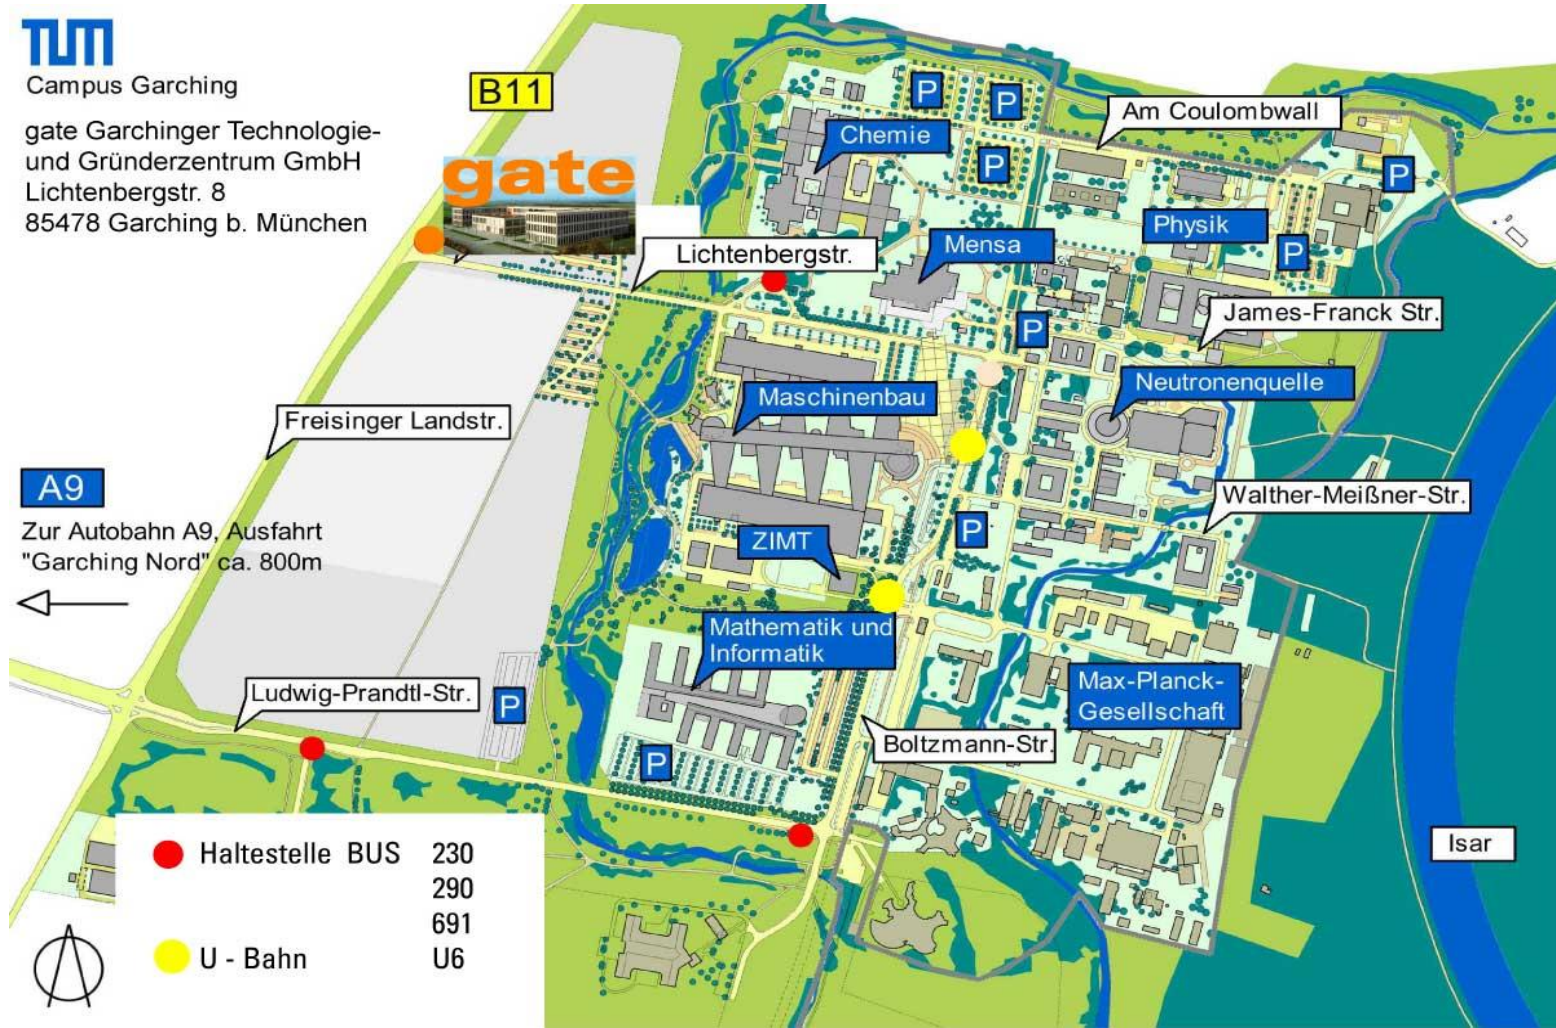 TUM
Campus Garching
gate Garchinger Technologie-
und Gründerzentrum GmbH
Lichtenbergstr. 8
85478 Garching b. München
B11
gate
P
P
P
P
P
Am Coulombwall
Chemie
Physik
Mensa
Lichtenbergstr.
James-Franck Str.
P
Neutronenquelle
Maschinenbau
Freisinger Landstr.
A9
Zur Autobahn A9, Ausfahrt
"Garching Nord" ca. 800m
Walther-Meißner-Str.
P
ZIMT
Mathematik und
Informatik
Max-Planck-
Gesellschaft
Ludwig-Prandtl-Str.
P
Boltzmann-Str.
P
Isar
Haltestelle BUS 230
290
691
U - Bahn U6